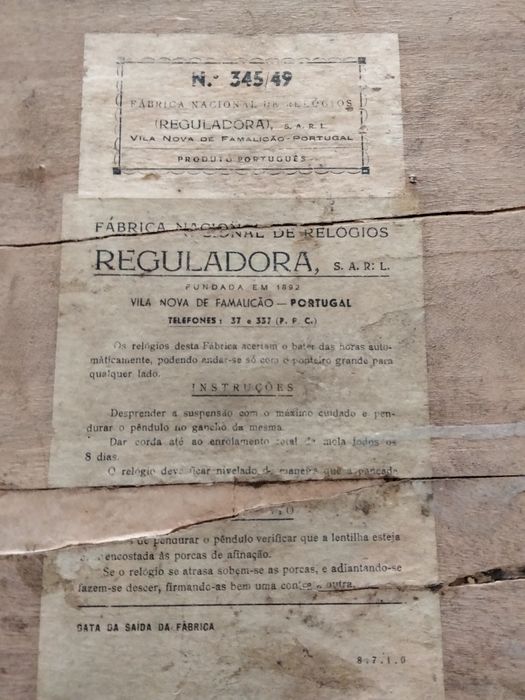 N.º 345/49
FÁBRICA NACIONAL DE RELÓGIOS
(REGULADORA), S. A. R. L.
VILA NOVA DE FAMALICÃO-PORTUGAL
PRODUTO PORTUGUÊS
FÁBRICA NACIONAL DE RELOGIOS
REGULADORA, S. A. R: L.
FUNDADA EM 1892
VILA NOVA DE FAMALICÃO — PORTUGAL
TELEFONES: 37 e 337 (P. P. C.)
Os relógios desta Fábrica acertam o bater das horas auto-
màticamente, podendo andar-se só com o ponteiro grande para
qualquer lado.
INSTRUÇÕES
Desprender a suspensão com o máximo cuidado e pen-
durar o pêndulo no gancho da mesma.
Dar corda até ao enrolamento total da mola todos os
8 dias.
O relógio deve ficar nivelado de maneira que a pancada
de pendurar o pêndulo verificar que a lentilha esteja
encostada às porcas de afinação.
Se o relógio se atrasa sobem-se as porcas, e adiantando-se
fazem-se descer, firmando-as bem uma contra a outra.
DATA DA SAÍDA DA FÁBRICA
8.7.1.0